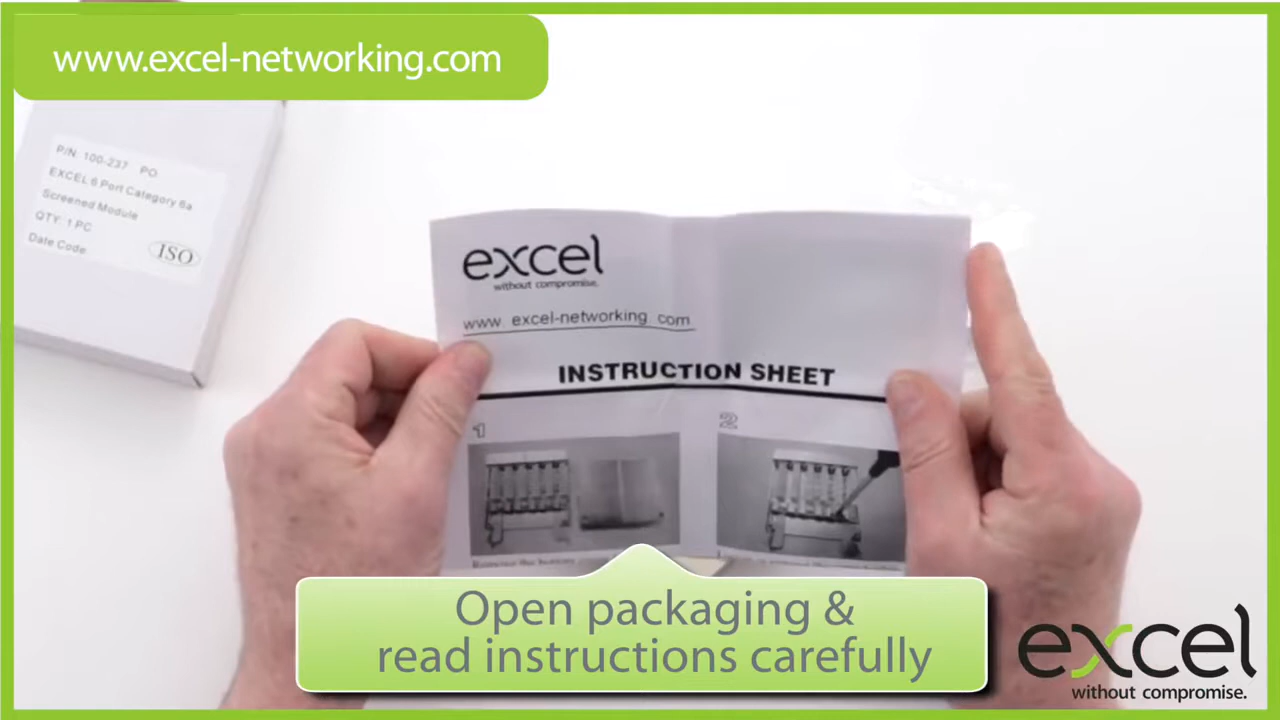 www.excel-networking.com
P/N: 100-237 PO
EXCEL 6 Port Category 6a
Screened Module
QTY: 1 PC
Date Code:
ISO
excel
without compromise.
www. excel-networking. com
INSTRUCTION SHEET
1
2
Open packaging &
read instructions carefully
excel
without compromise.